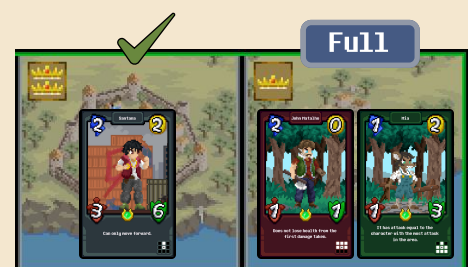 Full
Santana
2
2
3
6
Can only move forward.
John Matalha
2
0
1
1
Does not lose health from the
first damage taken.
Mia
1
2
1
3
It has attack equal to the
character with the most attack
in the area.